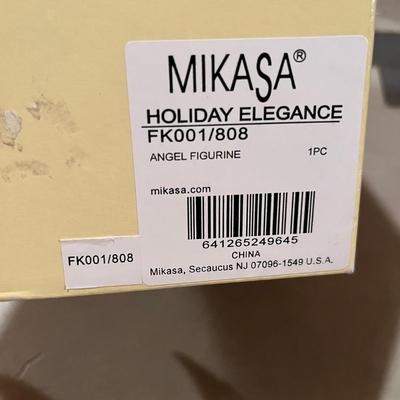 MIKASA®
HOLIDAY ELEGANCE
FK001/808
ANGEL FIGURINE 1PC
mikasa.com
641265249645
CHINA
Mikasa, Secaucus NJ 07096-1549 U.S.A.
FK001/808